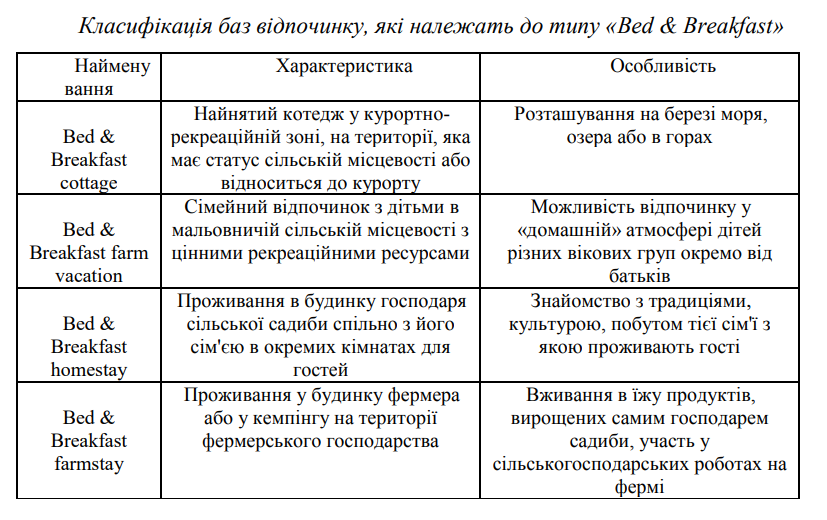 Класифікація баз відпочинку, які належать до типу «Bed & Breakfast»
Наймену
вання
Характеристика
Особливість
Bed &
Breakfast
cottage
Найнятий котедж у курортно-
рекреаційній зоні, на території, яка
має статус сільській місцевості або
відноситься до курорту
Розташування на березі моря,
озера або в горах
Bed &
Breakfast farm
vacation
Сімейний відпочинок з дітьми в
мальовничій сільській місцевості з
цінними рекреаційними ресурсами
Можливість відпочинку у
«домашній» атмосфері дітей
різних вікових груп окремо від
батьків
Bed &
Breakfast
homestay
Проживання в будинку господаря
сільської садиби спільно з його
сім'єю в окремих кімнатах для
гостей
Знайомство з традиціями,
культурою, побутом тієї сім'ї з
якою проживають гості
Bed &
Breakfast
farmstay
Проживання у будинку фермера
або у кемпінгу на території
фермерського господарства
Вживання в їжу продуктів,
вирощених самим господарем
садиби, участь у
сільськогосподарських роботах на
фермі